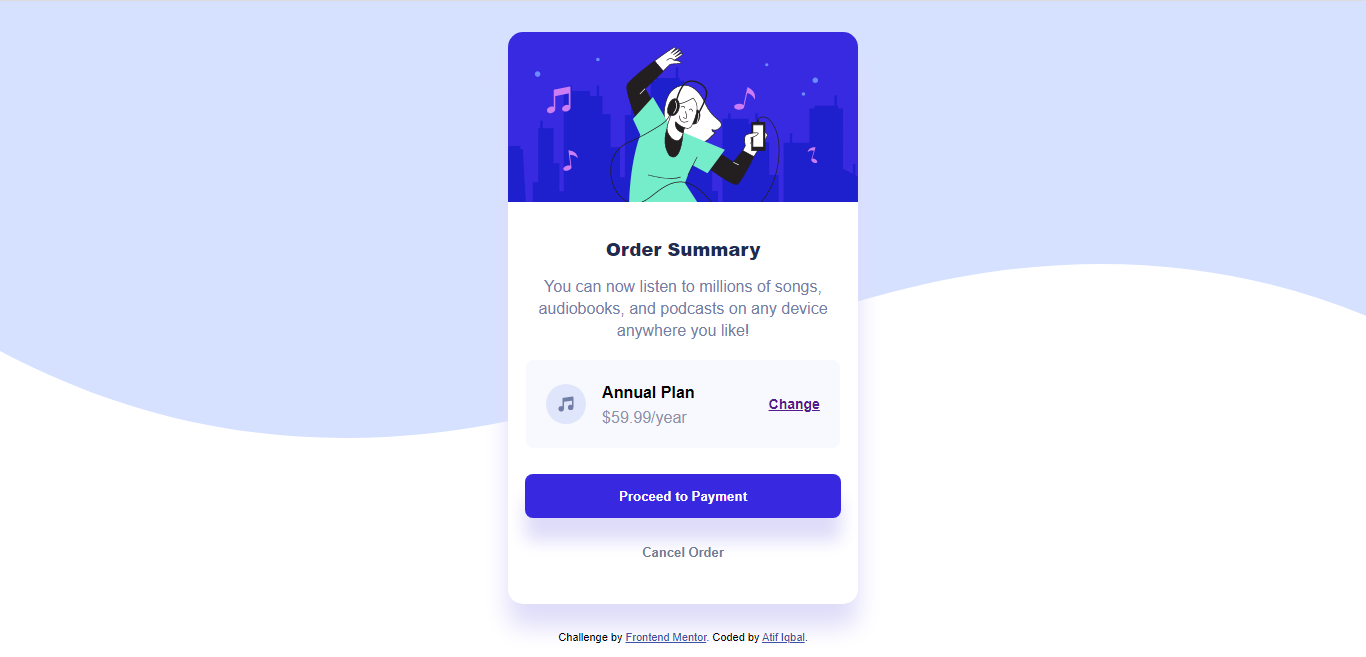 Order Summary
You can now listen to millions of songs,
audiobooks, and podcasts on any device
anywhere you like!
Annual Plan
$59.99/year
Change
Proceed to Payment
Cancel Order
Challenge by Frontend Mentor. Coded by Atif Iqbal.